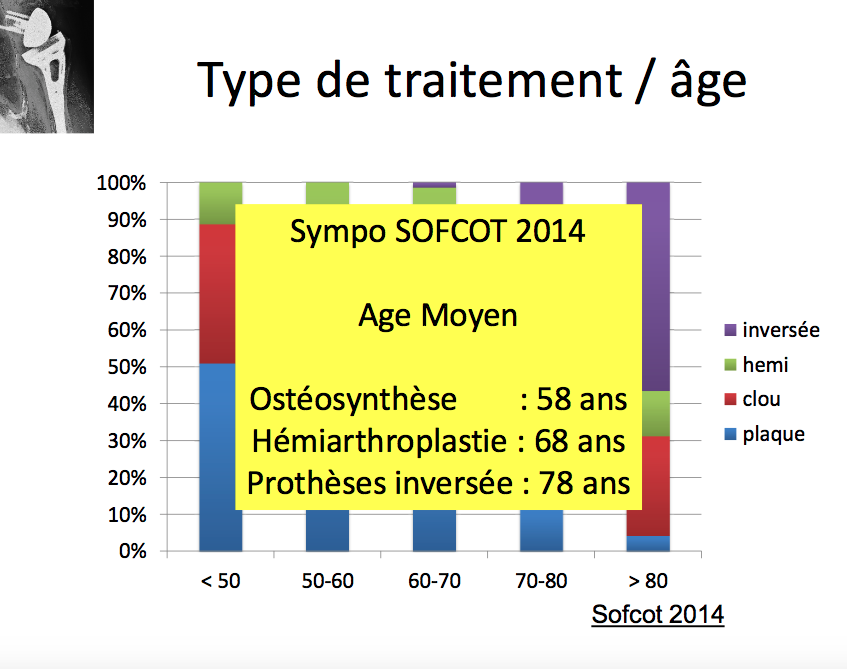 Type de traitement / âge
100%
90%
80%
70%
60%
50%
40%
30%
20%
10%
0%
Sympo SOFCOT 2014
Age Moyen
Ostéosynthèse : 58 ans
Hémiarthroplastie : 68 ans
Prothèses inversée : 78 ans
inversée
hemi
clou
plaque
< 50
50-60
60-70
70-80
> 80
Sofcot 2014